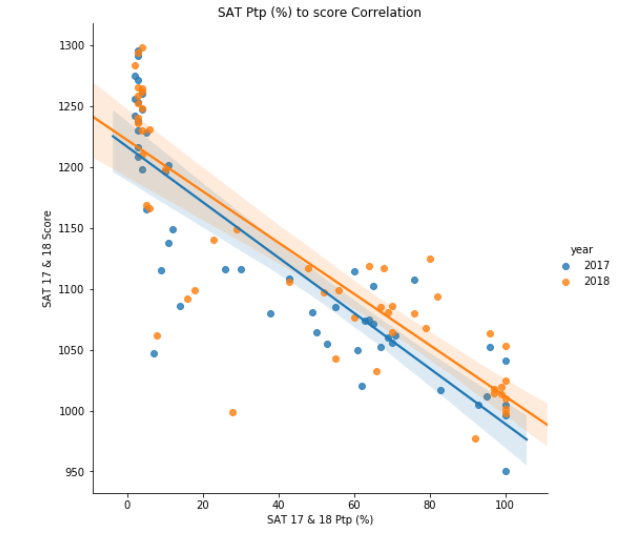 SAT Ptp (%) to score Correlation
1300
1250
1200
1150
1100
1050
1000
950
SAT 17 & 18 Score
0 20 40 60 80 100
SAT 17 & 18 Ptp (%)
year
2017
2018